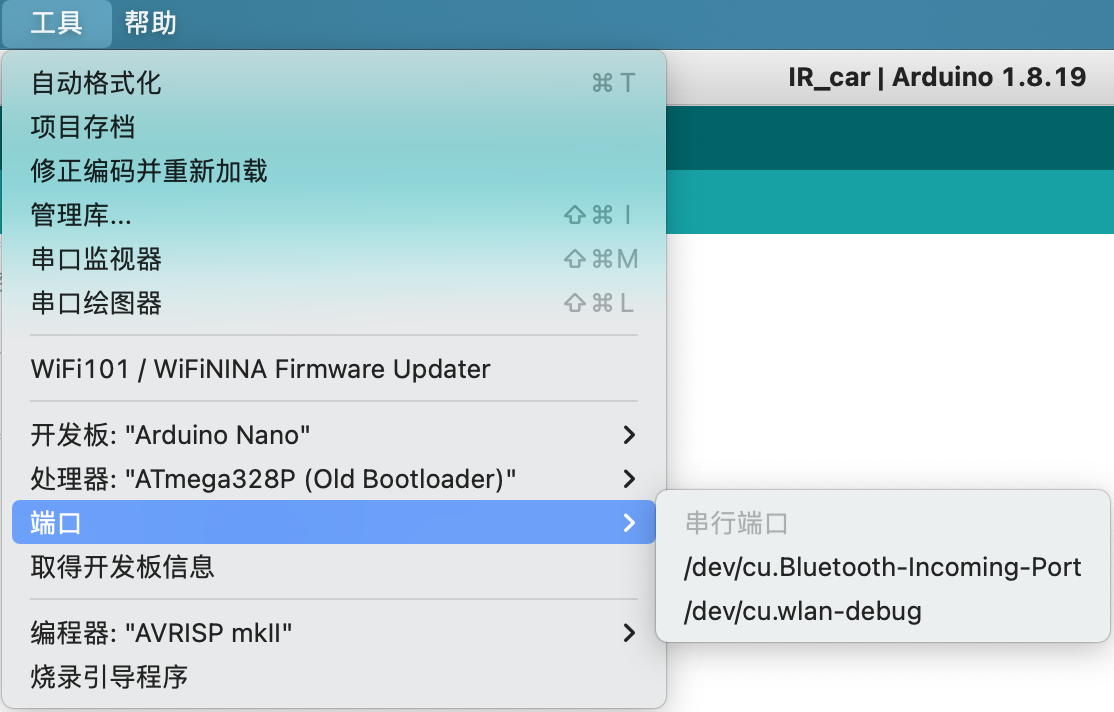 工具 帮助
IR_car | Arduino 1.8.19
自动格式化 ⌘ T
项目存档
修正编码并重新加载
管理库... ⇧⌘ I
串口监视器 ⇧⌘M
串口绘图器 ⇧⌘ L
WiFi101 / WiFiNINA Firmware Updater
开发板: "Arduino Nano"
处理器: "ATmega328P (Old Bootloader)"
端口
串行端口
/dev/cu.Bluetooth-Incoming-Port
/dev/cu.wlan-debug
取得开发板信息
编程器: "AVRISP mkII"
烧录引导程序